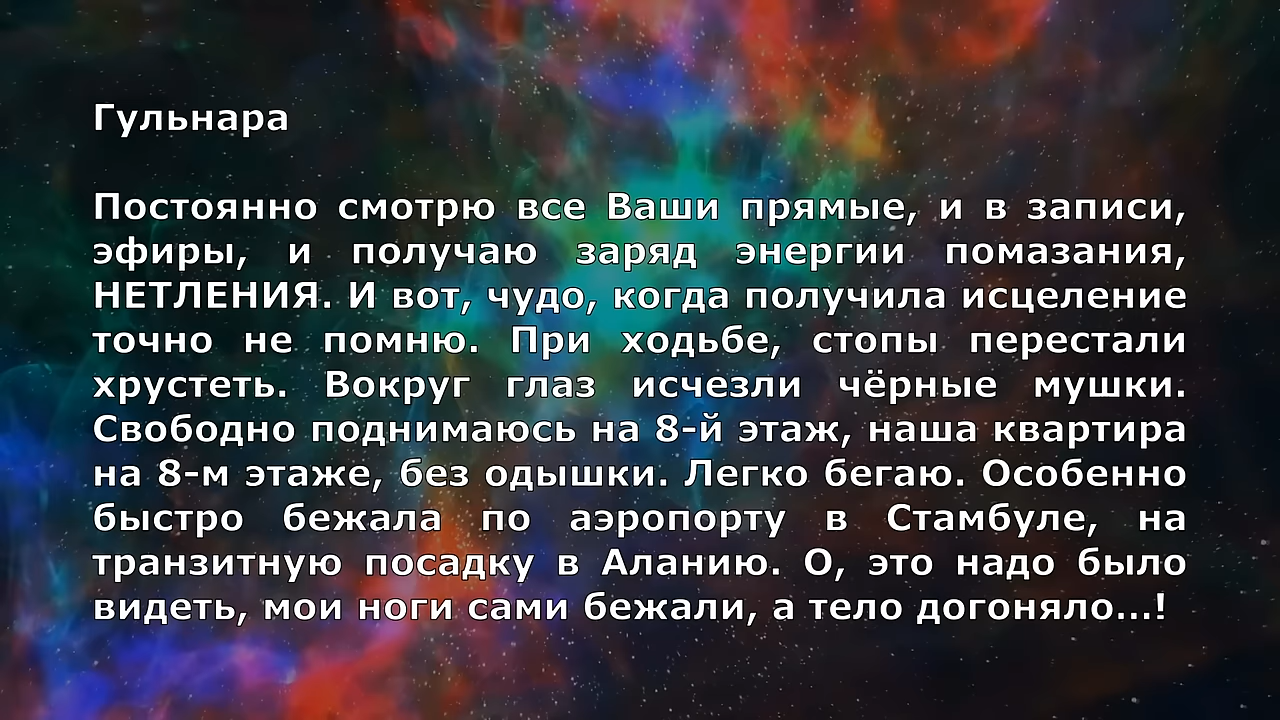 Гульнара
Постоянно смотрю все Ваши прямые, и в записи,
эфиры, и получаю заряд энергии помазания,
НЕТЛЕНИЯ. И вот, чудо, когда получила исцеление
точно не помню. При ходьбе, стопы перестали
хрустеть. Вокруг глаз исчезли чёрные мушки.
Свободно поднимаюсь на 8-й этаж, наша квартира
на 8-м этаже, без одышки. Легко бегаю. Особенно
быстро бежала по аэропорту в Стамбуле, на
транзитную посадку в Аланию. О, это надо было
видеть, мои ноги сами бежали, а тело догоняло...!